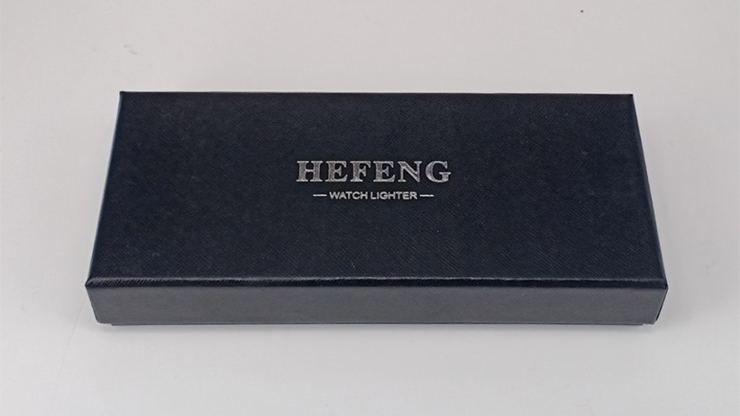 HEFENG
— WATCH LIGHTER —